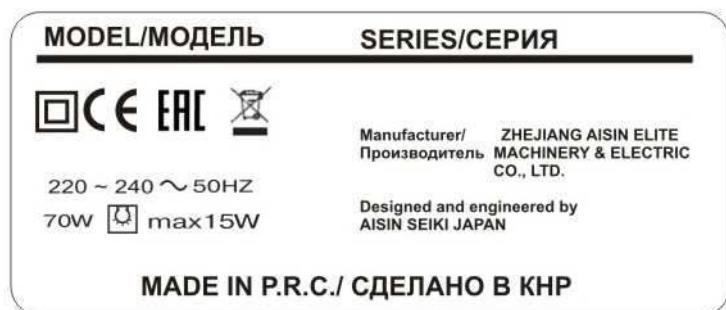 MODEL/МОДЕЛЬ
SERIES/СЕРИЯ
CE EAC
220 ~ 240 ~ 50HZ
70W max15W
Manufacturer/ ZHEJIANG AISIN ELITE
Производитель MACHINERY & ELECTRIC
CO., LTD.
Designed and engineered by
AISIN SEIKI JAPAN
MADE IN P.R.C./ СДЕЛАНО В КНР